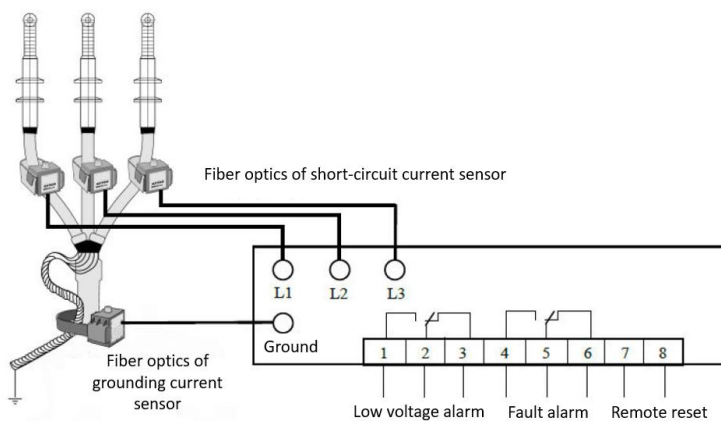 Fiber optics of short-circuit current sensor
L1
L2
L3
Ground
1 2 3 4 5 6 7 8
Fiber optics of
grounding current
sensor
Low voltage alarm
Fault alarm
Remote reset